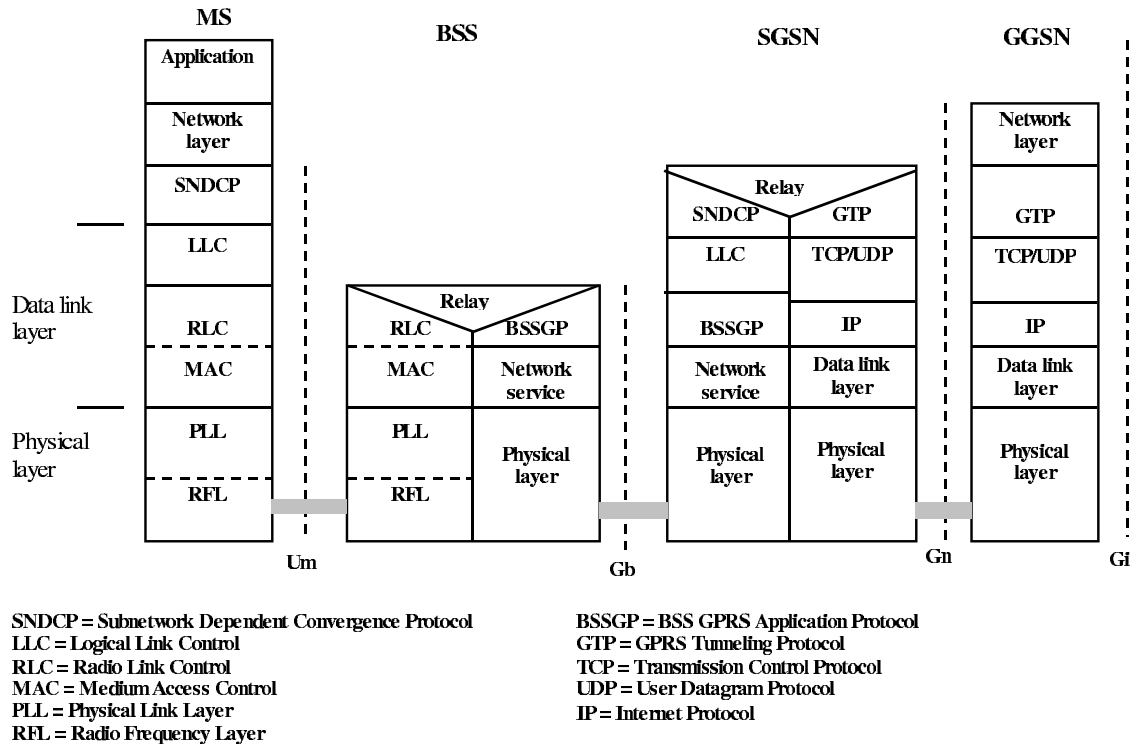 MS
BSS
SGSN
GGSN
Application
Network
layer
SNDCP
LLC
RLC
MAC
PLL
RFL
Data link
layer
Physical
layer
Um
Relay
RLC
BSSGP
MAC
Network
service
PLL
Physical
layer
RFL
Gb
Relay
SNDCP
GTP
LLC
TCP/UDP
BSSGP
IP
Network
service
Data link
layer
Physical
layer
Physical
layer
Gn
Network
layer
GTP
TCP/UDP
IP
Data link
layer
Physical
layer
Gi
SNDCP = Subnetwork Dependent Convergence Protocol
LLC = Logical Link Control
RLC = Radio Link Control
MAC = Medium Access Control
PLL = Physical Link Layer
RFL = Radio Frequency Layer
BSSGP = BSS GPRS Application Protocol
GTP = GPRS Tunneling Protocol
TCP = Transmission Control Protocol
UDP = User Datagram Protocol
IP = Internet Protocol